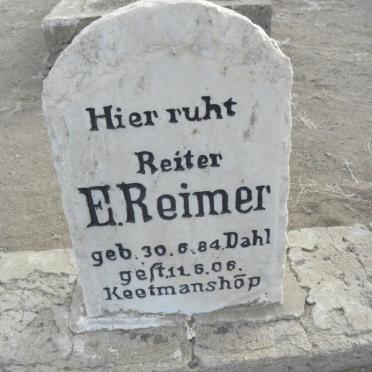 Hier ruht
Reiter
E.Reimer
geb. 30.6.84.Dahl
gest.11.6.06.
Keetmanshop